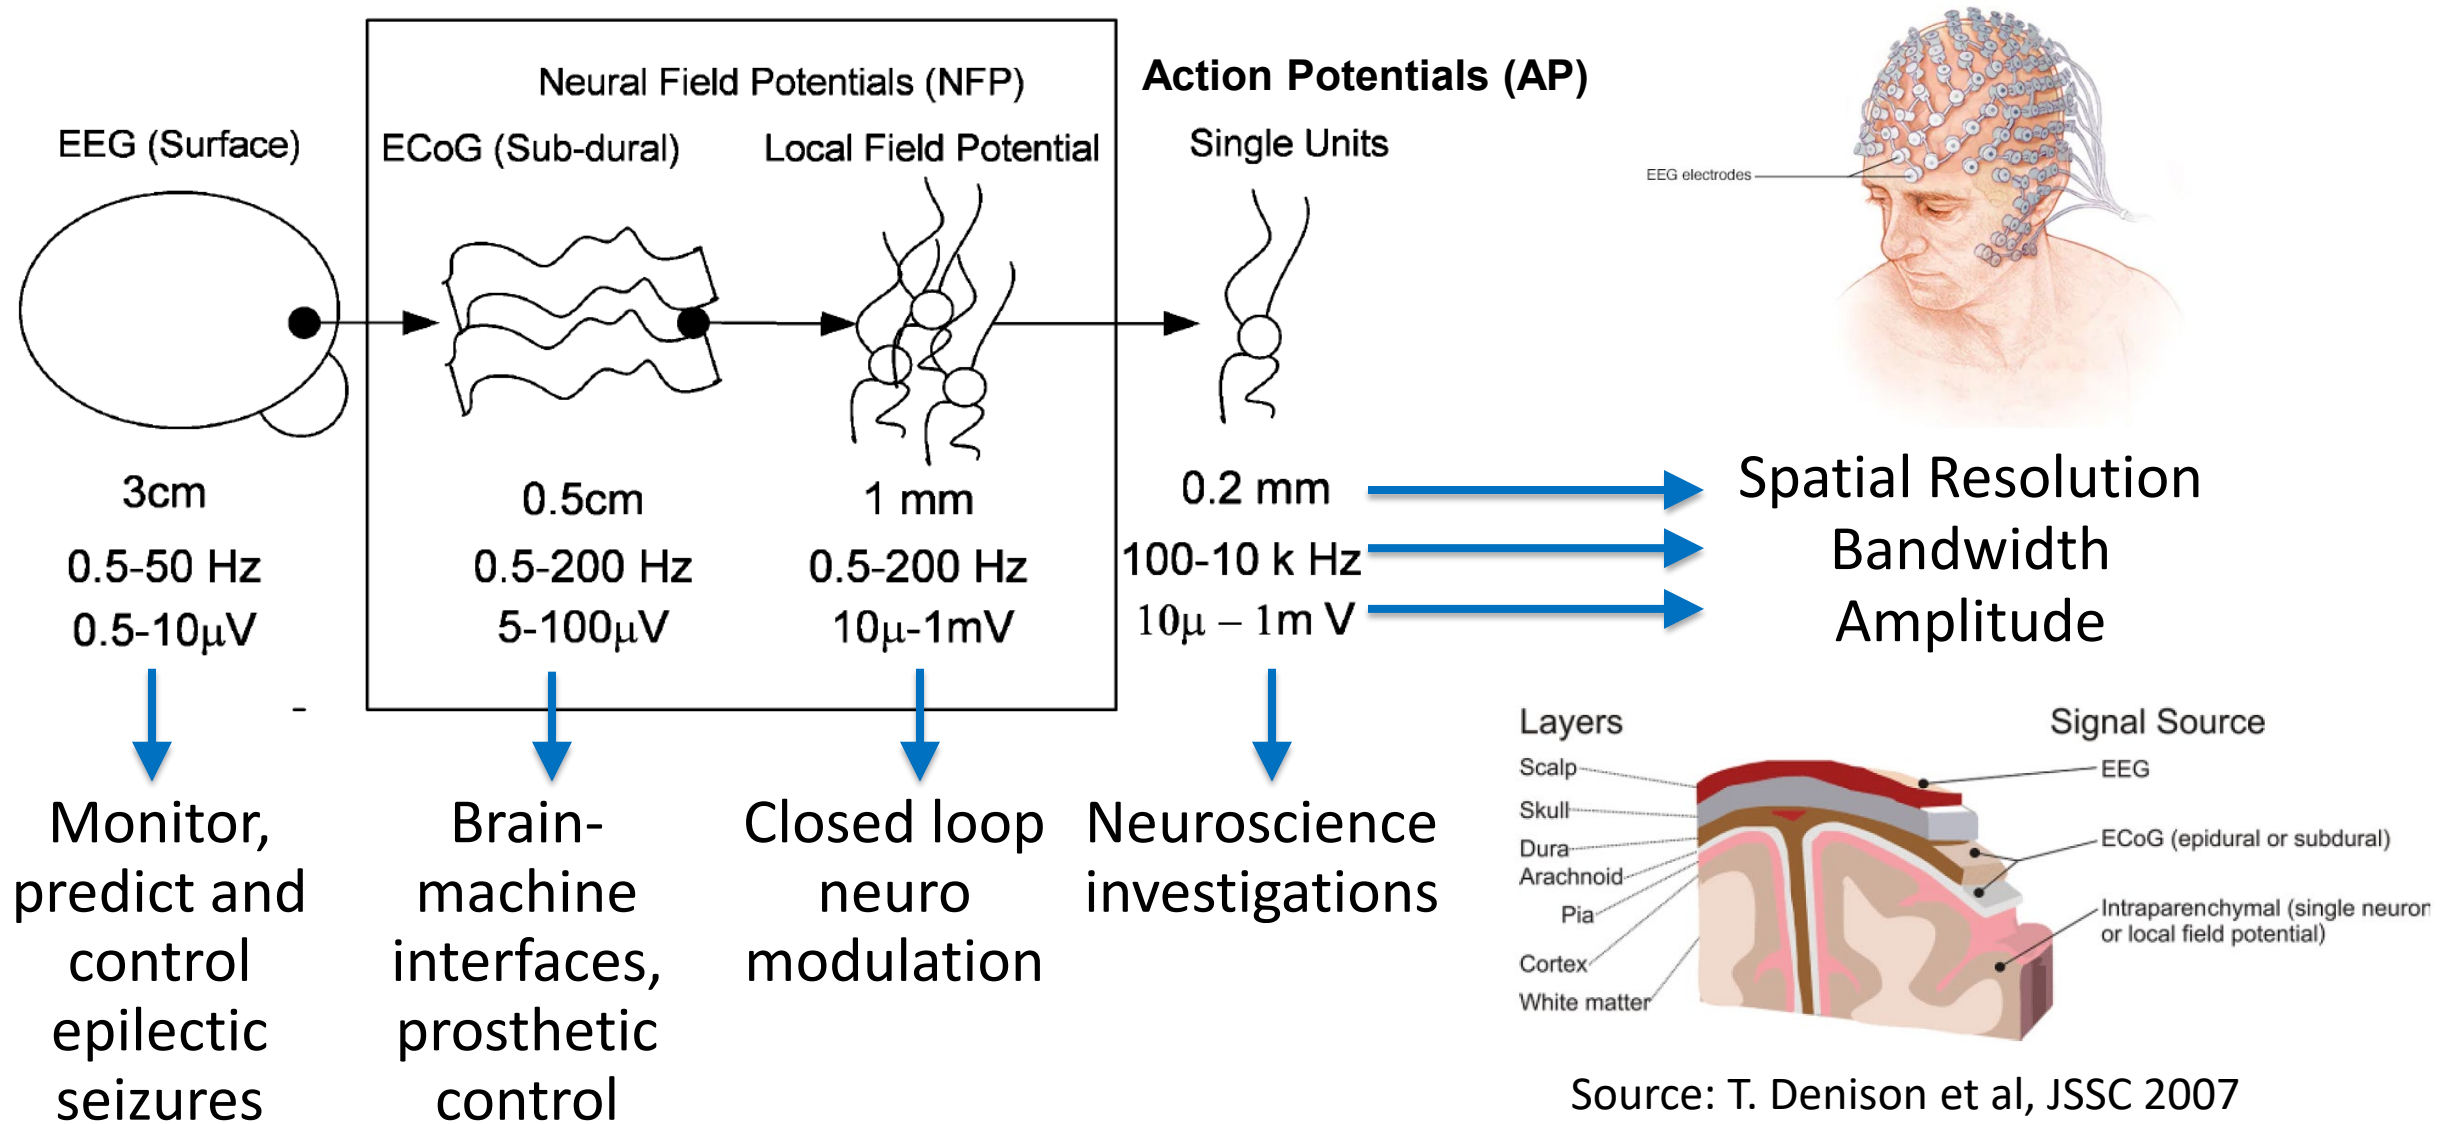 Neural Field Potentials (NFP)
Action Potentials (AP)
EEG (Surface)
ECoG (Sub-dural)
Local Field Potential
Single Units
EEG electrodes
3cm
0.5cm
1 mm
0.2 mm
Spatial Resolution
0.5-50 Hz
0.5-200 Hz
0.5-200 Hz
100-10 k Hz
Bandwidth
0.5-10µV
5-100µV
10µ-1mV
10µ – 1m V
Amplitude
-
Monitor,
predict and
control
epilectic
seizures
Brain-
machine
interfaces,
prosthetic
control
Closed loop
neuro
modulation
Neuroscience
investigations
Layers
Scalp
Skull
Dura
Arachnoid
Pia
Cortex
White matter
Signal Source
EEG
ECoG (epidural or subdural)
Intraparenchymal (single neuron
or local field potential)
Source: T. Denison et al, JSSC 2007